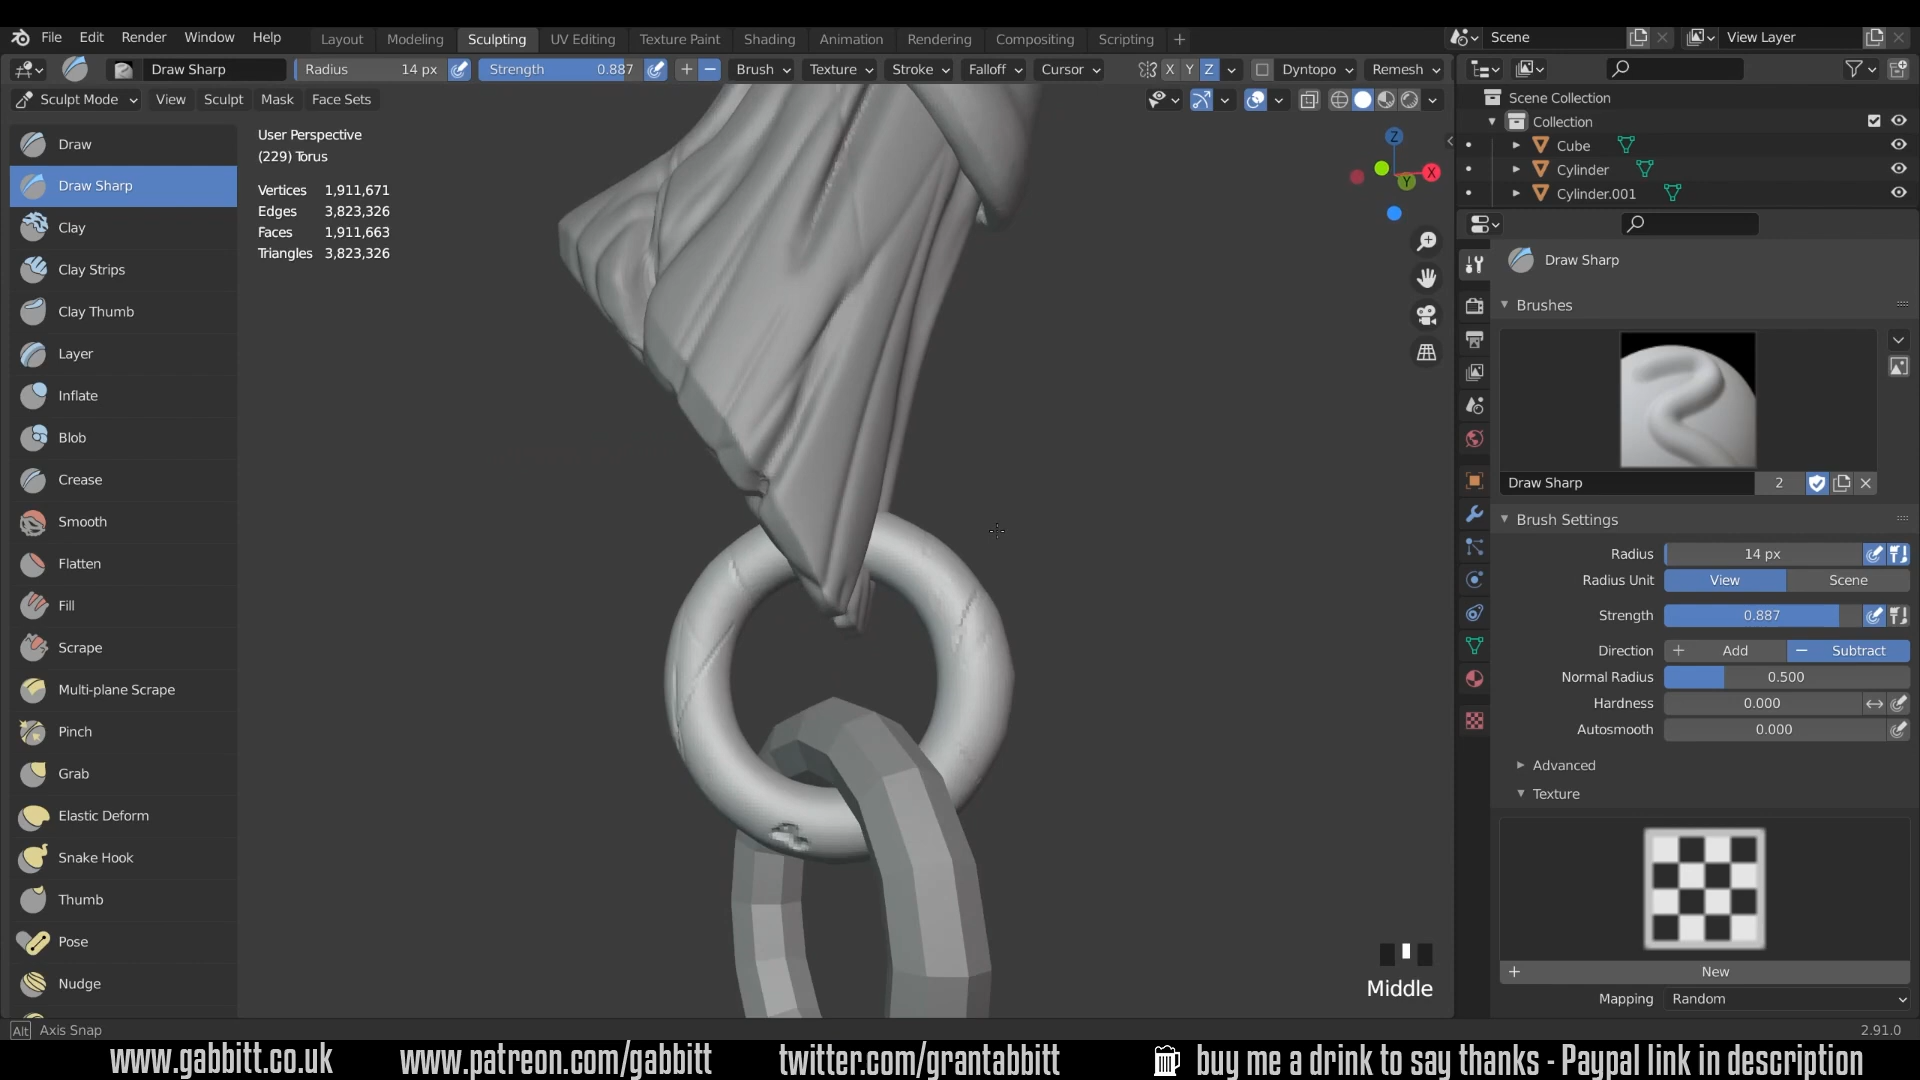 File Edit Render Window Help Layout Modeling Sculpting UV Editing Texture Paint Shading Animation Rendering Compositing Scripting + Scene View Layer
Draw Sharp Radius 14 px Strength 0.887 + − Brush Texture Stroke Falloff Cursor X Y Z Dyntopo Remesh
Sculpt Mode View Sculpt Mask Face Sets
Draw
Draw Sharp
Clay
Clay Strips
Clay Thumb
Layer
Inflate
Blob
Crease
Smooth
Flatten
Fill
Scrape
Multi-plane Scrape
Pinch
Grab
Elastic Deform
Snake Hook
Thumb
Pose
Nudge
User Perspective
(229) Torus
Vertices 1,911,671
Edges 3,823,326
Faces 1,911,663
Triangles 3,823,326
Z
X
Y
Middle
Scene Collection
Collection
Cube
Cylinder
Cylinder.001
Draw Sharp
Brushes
Draw Sharp 2
Brush Settings
Radius 14 px
Radius Unit View Scene
Strength 0.887
Direction + Add − Subtract
Normal Radius 0.500
Hardness 0.000
Autosmooth 0.000
Advanced
Texture
+ New
Mapping Random
Alt Axis Snap 2.91.0
www.gabbitt.co.uk www.patreon.com/gabbitt twitter.com/grantabbitt buy me a drink to say thanks - Paypal link in description